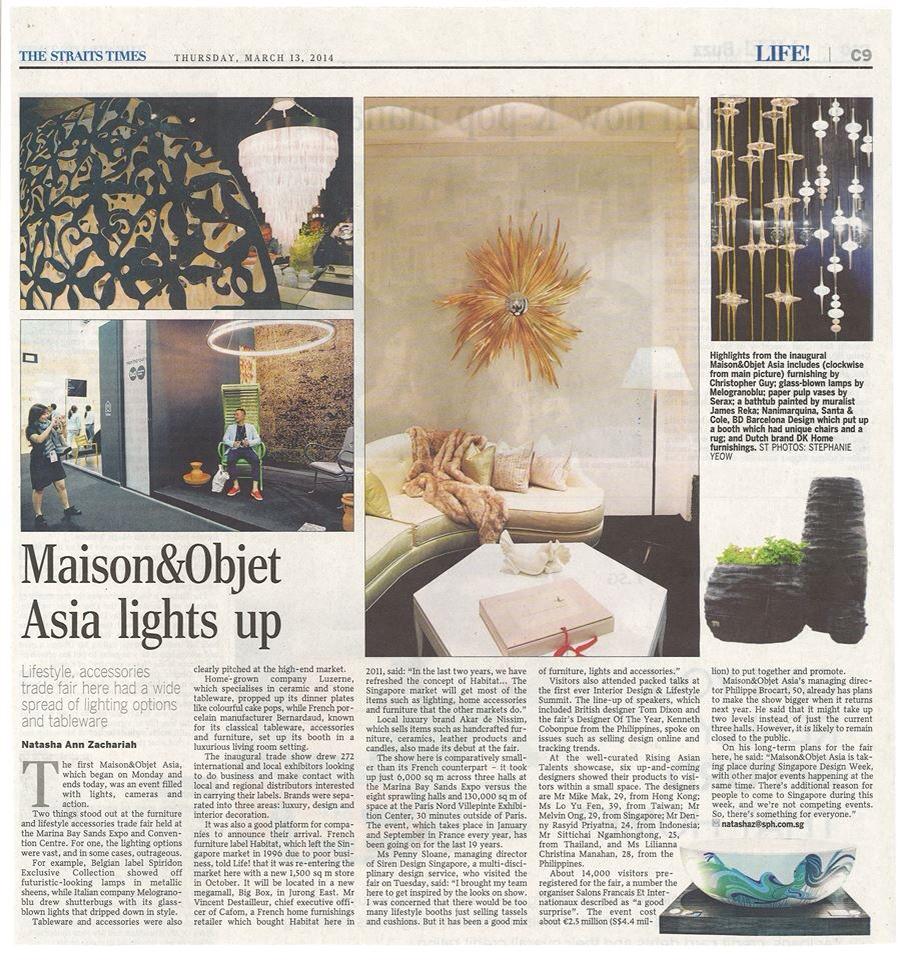 THE STRAITS TIMES THURSDAY, MARCH 13, 2014
LIFE! | C9
Highlights from the inaugural
Maison&Objet Asia includes (clockwise
from main picture) furnishing by
Christopher Guy; glass-blown lamps by
Melogranoblu; paper pulp vases by
Serax; a bathtub painted by muralist
James Reka; Nanimarquina, Santa &
Cole, BD Barcelona Design which put up
a booth which had unique chairs and a
rug; and Dutch brand DK Home
furnishings. ST PHOTOS: STEPHANIE
YEOW
Maison&Objet
Asia lights up
Lifestyle, accessories
trade fair here had a wide
spread of lighting options
and tableware
Natasha Ann Zachariah
The first Maison&Objet Asia,
which began on Monday and
ends today, was an event filled
with lights, cameras and
action.
Two things stood out at the furniture
and lifestyle accessories trade fair held at
the Marina Bay Sands Expo and Conven-
tion Centre. For one, the lighting options
were vast, and in some cases, outrageous.
For example, Belgian label Spiridon
Exclusive Collection showed off
futuristic-looking lamps in metallic
sheens, while Italian company Melograno-
blu drew shutterbugs with its glass-
blown lights that dripped down in style.
Tableware and accessories were also
clearly pitched at the high-end market.
Home-grown company Luzerne,
which specialises in ceramic and stone
tableware, propped up its dinner plates
like colourful cake pops, while French por-
celain manufacturer Bernardaud, known
for its classical tableware, accessories
and furniture, set up its booth in a
luxurious living room setting.
The inaugural trade show drew 272
international and local exhibitors looking
to do business and make contact with
local and regional distributors interested
in carrying their labels. Brands were sepa-
rated into three areas: luxury, design and
interior decoration.
It was also a good platform for compa-
nies to announce their arrival. French
furniture label Habitat, which left the Sin-
gapore market in 1996 due to poor busi-
ness, told Life! that it was re-entering the
market here with a new 1,500 sq m store
in October. It will be located in a new
megamall, Big Box, in Jurong East. Mr
Vincent Destailleur, chief executive offi-
cer of Cafom, a French home furnishings
retailer which bought Habitat here in
2011, said: "In the last two years, we have
refreshed the concept of Habitat... The
Singapore market will get most of the
items such as lighting, home accessories
and furniture that the other markets do."
Local luxury brand Akar de Nissim,
which sells items such as handcrafted fur-
niture, ceramics, leather products and
candles, also made its debut at the fair.
The show here is comparatively small-
er than its French counterpart – it took
up just 6,000 sq m across three halls at
the Marina Bay Sands Expo versus the
eight sprawling halls and 130,000 sq m of
space at the Paris Nord Villepinte Exhibi-
tion Center, 30 minutes outside of Paris.
The event, which takes place in January
and September in France every year, has
been going on for the last 19 years.
Ms Penny Sloane, managing director
of Siren Design Singapore, a multi-disci-
plinary design service, who visited the
fair on Tuesday, said: "I brought my team
here to get inspired by the looks on show.
I was concerned that there would be too
many lifestyle booths just selling tassels
and cushions. But it has been a good mix
of furniture, lights and accessories."
Visitors also attended packed talks at
the first ever Interior Design & Lifestyle
Summit. The line-up of speakers, which
included British designer Tom Dixon and
the fair's Designer Of The Year, Kenneth
Cobonpue from the Philippines, spoke on
issues such as selling design online and
tracking trends.
At the well-curated Rising Asian
Talents showcase, six up-and-coming
designers showed their products to visi-
tors within a small space. The designers
are Mr Mike Mak, 29, from Hong Kong;
Ms Lo Yu Fen, 39, from Taiwan; Mr
Melvin Ong, 29, from Singapore; Mr Den-
ny Rasyid Priyatna, 24, from Indonesia;
Mr Sittichai Ngamhongtong, 25,
from Thailand, and Ms Lilianna
Christina Manahan, 28, from the
Philippines.
About 14,000 visitors pre-
registered for the fair, a number the
organiser Salons Francais Et Inter-
nationaux described as "a good
surprise". The event cost
about €2.5 million (S$4.4 mil-
lion) to put together and promote.
Maison&Objet Asia's managing direc-
tor Philippe Brocart, 50, already has plans
to make the show bigger when it returns
next year. He said that it might take up
two levels instead of just the current
three halls. However, it is likely to remain
closed to the public.
On his long-term plans for the fair
here, he said: "Maison&Objet Asia is tak-
ing place during Singapore Design Week,
with other major events happening at the
same time. There's additional reason for
people to come to Singapore during this
week, and we're not competing events.
So, there's something for everyone."
natashaz@sph.com.sg